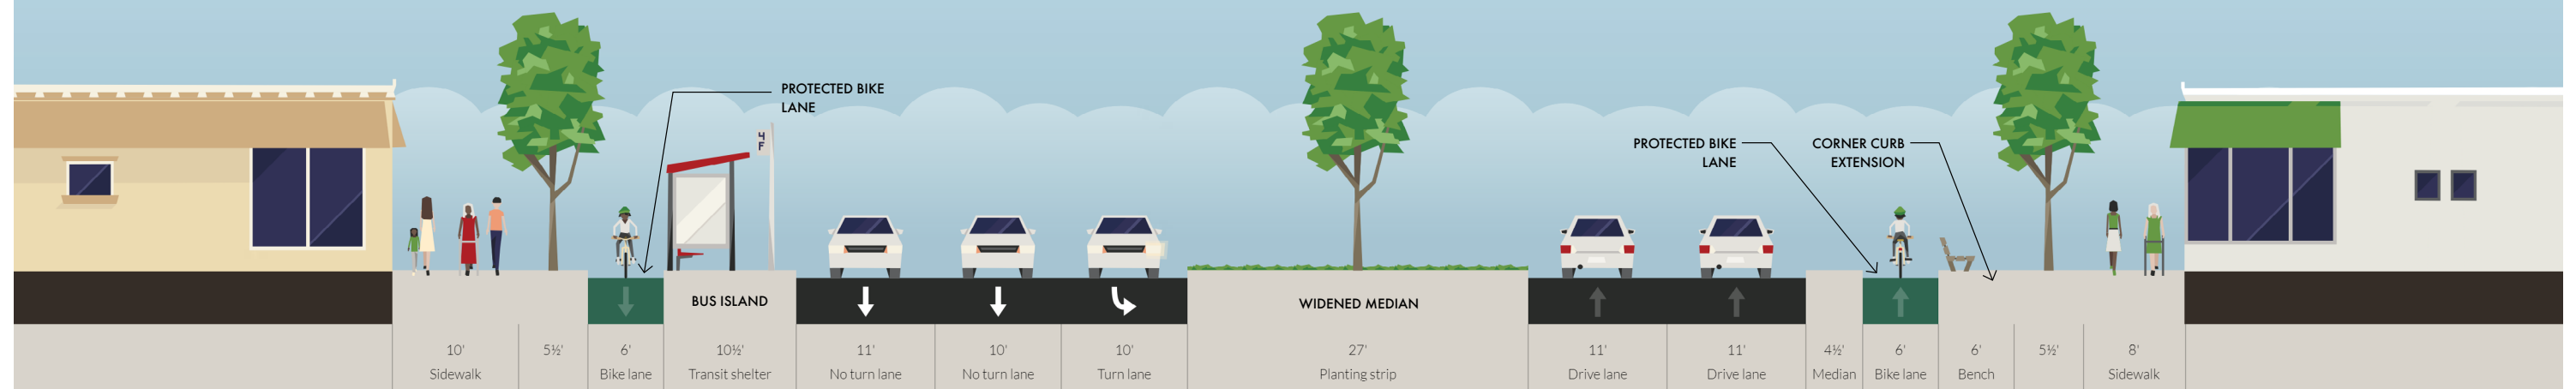 PROTECTED BIKE
LANE
PROTECTED BIKE
LANE
CORNER CURB
EXTENSION
BUS ISLAND
WIDENED MEDIAN
10'
5½'
6'
10½'
11'
10'
10'
27'
11'
11'
4½'
6'
6'
5½'
8'
Sidewalk
Bike lane
Transit shelter
No turn lane
No turn lane
Turn lane
Planting strip
Drive lane
Drive lane
Median
Bike lane
Bench
Sidewalk